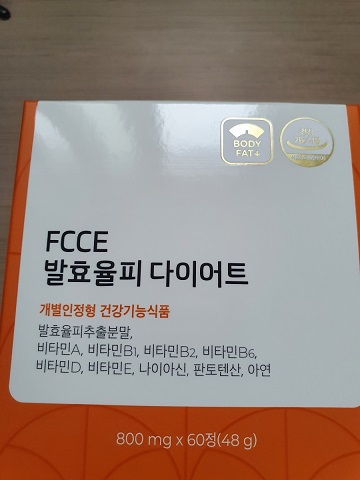 BODY
FAT↓
FCCE
발효율피 다이어트
개별인정형 건강기능식품
발효율피추출분말,
비타민A, 비타민B1, 비타민B2, 비타민B6,
비타민D, 비타민E, 나이아신, 판토텐산, 아연
800 mg x 60정(48 g)